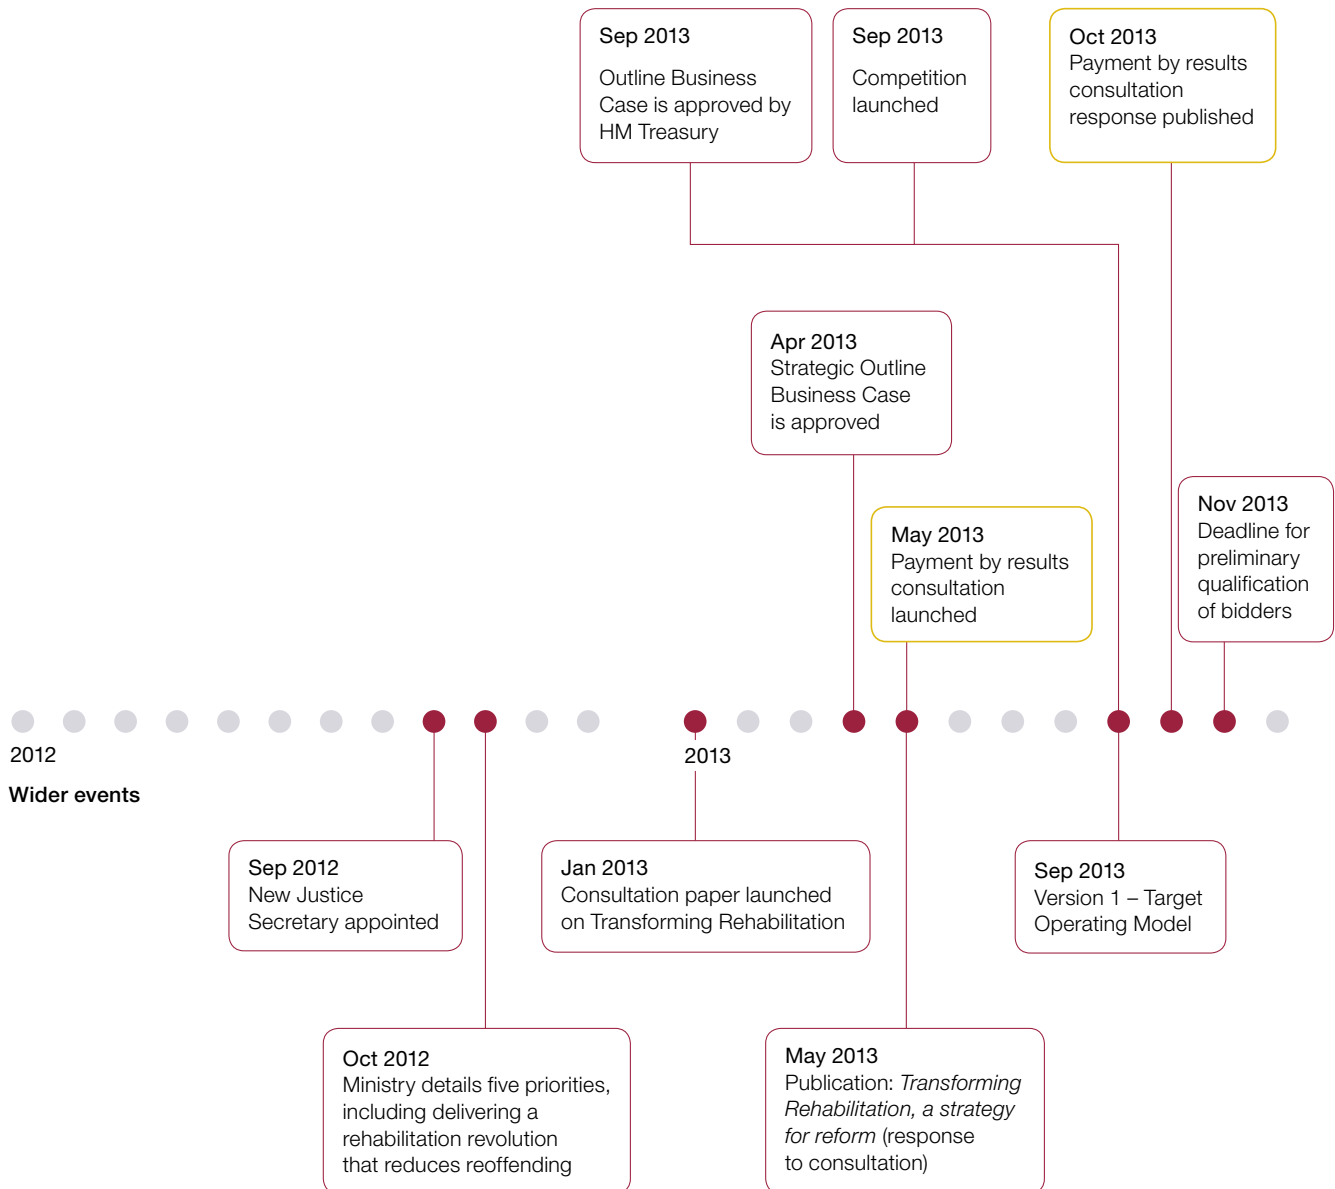 Sep 2013
Outline Business
Case is approved by
HM Treasury
Sep 2013
Competition
launched
Oct 2013
Payment by results
consultation
response published
Apr 2013
Strategic Outline
Business Case
is approved
May 2013
Payment by results
consultation
launched
Nov 2013
Deadline for
preliminary
qualification
of bidders
2012
2013
Wider events
Sep 2012
New Justice
Secretary appointed
Jan 2013
Consultation paper launched
on Transforming Rehabilitation
Sep 2013
Version 1 – Target
Operating Model
Oct 2012
Ministry details five priorities,
including delivering a
rehabilitation revolution
that reduces reoffending
May 2013
Publication: Transforming
Rehabilitation, a strategy
for reform (response
to consultation)